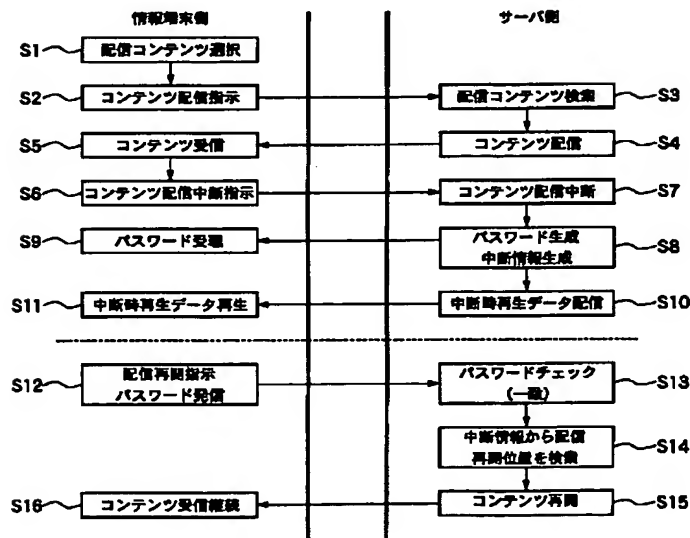 情報端末側
サーバ側
S1
配信コンテンツ選択
S2
コンテンツ配信指示
配信コンテンツ検索
S3
S5
コンテンツ受信
コンテンツ配信
S4
S6
コンテンツ配信中断指示
コンテンツ配信中断
S7
S9
パスワード受理
パスワード生成
中断情報生成
S8
S11
中断時再生データ再生
中断時再生データ配信
S10
S12
配信再開指示
パスワード発信
パスワードチェック
(一致)
S13
中断情報から配信
再開位置を検索
S14
S16
コンテンツ受信継続
コンテンツ再開
S15